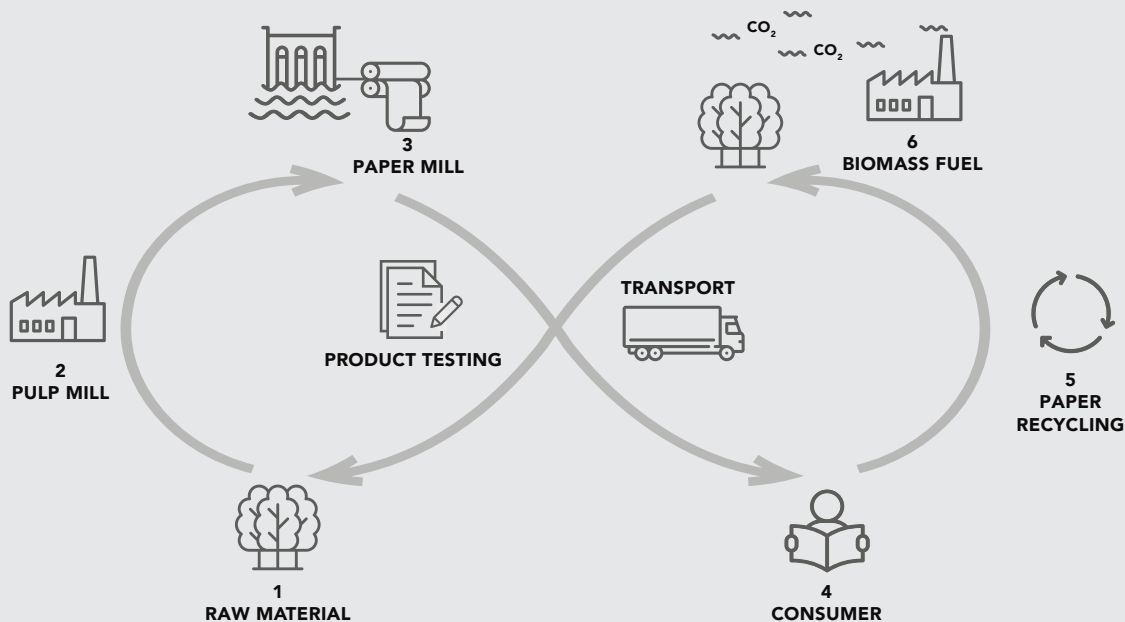 CO₂
CO₂
3
PAPER MILL
6
BIOMASS FUEL
2
PULP MILL
PRODUCT TESTING
TRANSPORT
5
PAPER
RECYCLING
1
RAW MATERIAL
4
CONSUMER